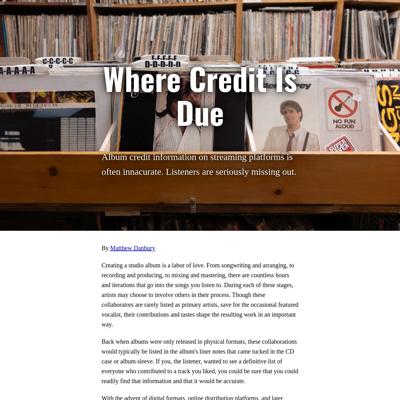 C-C-C-C-C
F-F-F-F-F
A-A-A-A
D-D-D-D-D
E-E-E
Where Credit Is
Due
NO FUN
ALOUD
Album credit information on streaming platforms is
often innacurate. Listeners are seriously missing out.
By Matthew Danbury
Creating a studio album is a labor of love. From songwriting and arranging, to
recording and producing, to mixing and mastering, there are countless hours
and iterations that go into the songs you listen to. During each of these stages,
artists may choose to involve others in their process. Though these
collaborators are rarely listed as primary artists, save for the occasional featured
vocalist, their contributions and tastes shape the resulting work in an important
way.
Back when albums were only released in physical formats, these collaborations
would typically be listed in the album's liner notes that came tucked in the CD
case or album sleeve. If you, the listener, wanted to see a definitive list of
everyone who contributed to a track you liked, you could be sure that you could
readily find that information and that it would be accurate.
With the advent of digital formats, online distribution platforms, and later